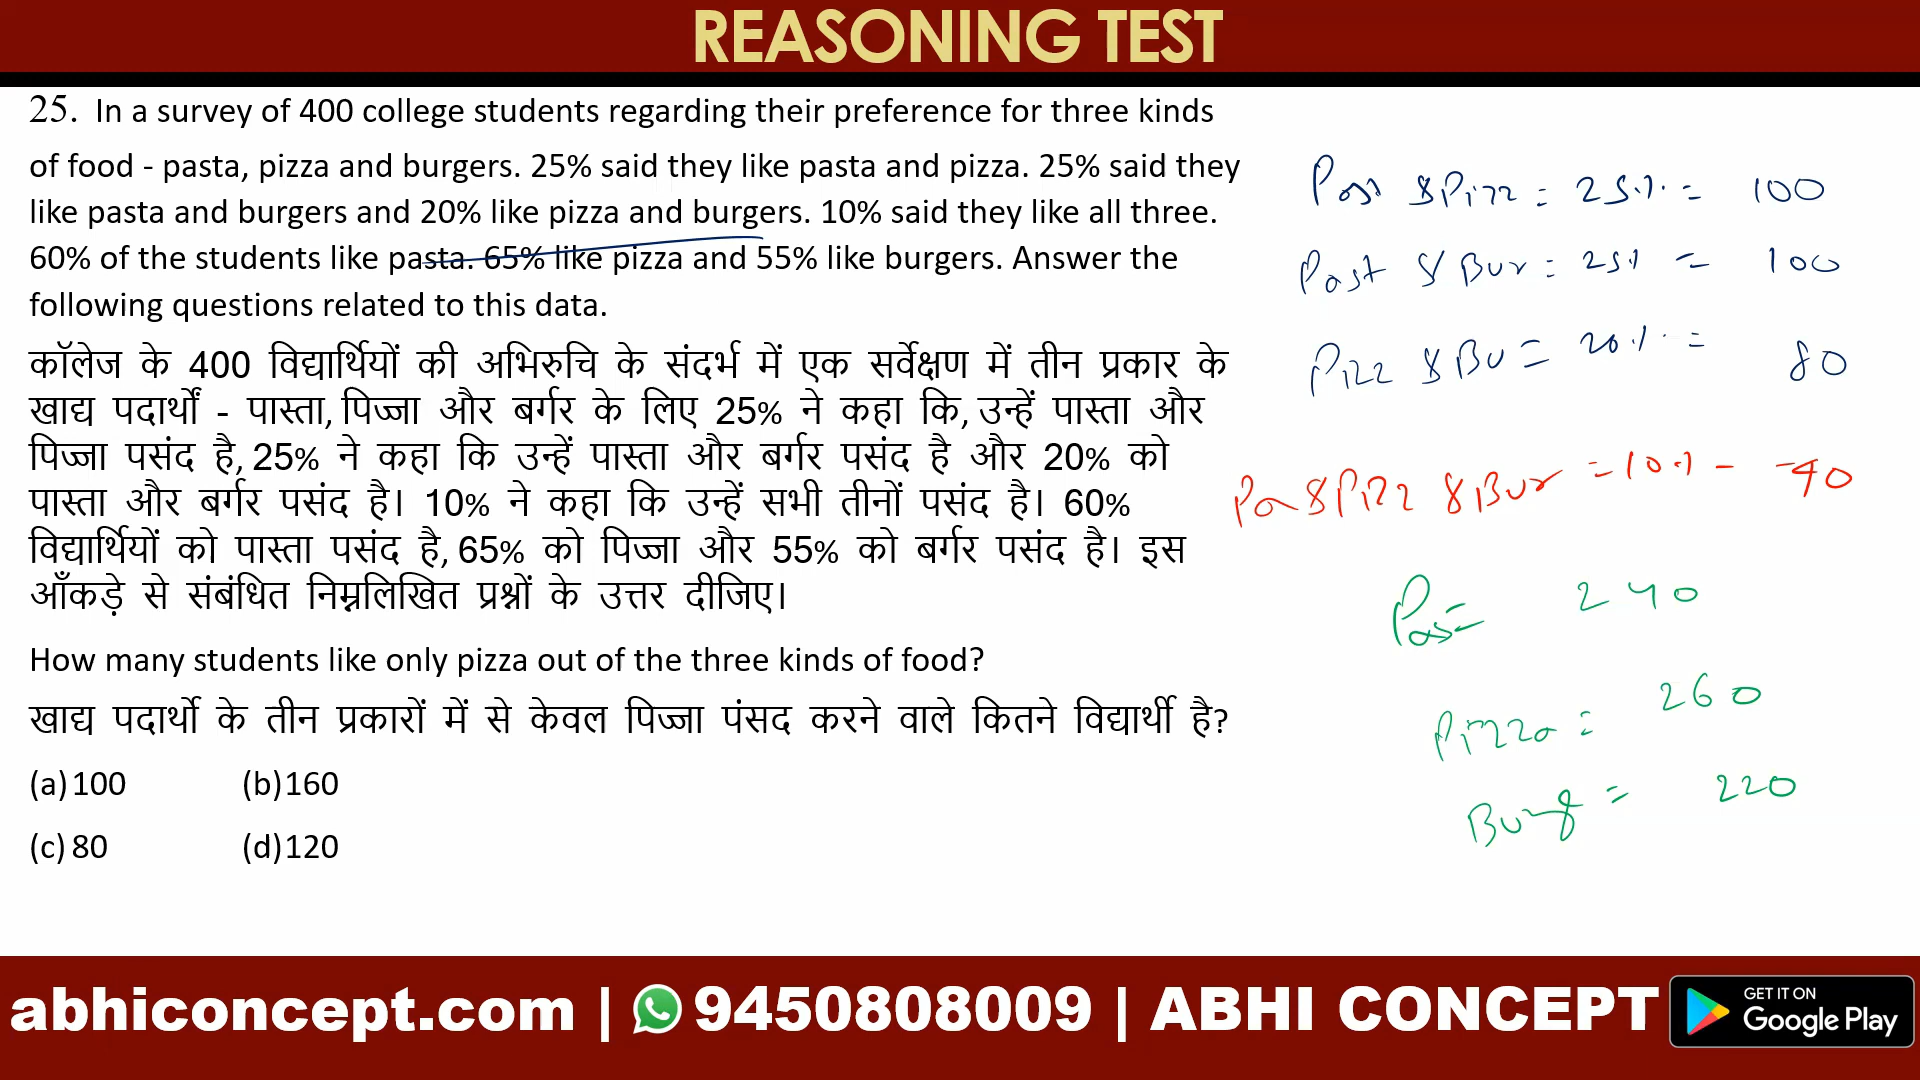 REASONING TEST
25. In a survey of 400 college students regarding their preference for three kinds
of food - pasta, pizza and burgers. 25% said they like pasta and pizza. 25% said they
like pasta and burgers and 20% like pizza and burgers. 10% said they like all three.
60% of the students like pasta. 65% like pizza and 55% like burgers. Answer the
following questions related to this data.
कॉलेज के 400 विद्यार्थियों की अभिरुचि के संदर्भ में एक सर्वेक्षण में तीन प्रकार के
खाद्य पदार्थों - पास्ता, पिज्जा और बर्गर के लिए 25% ने कहा कि, उन्हें पास्ता और
पिज्जा पसंद है, 25% ने कहा कि उन्हें पास्ता और बर्गर पसंद है और 20% को
पास्ता और बर्गर पसंद है। 10% ने कहा कि उन्हें सभी तीनों पसंद है। 60%
विद्यार्थियों को पास्ता पसंद है, 65% को पिज्जा और 55% को बर्गर पसंद है। इस
आँकड़े से संबंधित निम्नलिखित प्रश्नों के उत्तर दीजिए।
How many students like only pizza out of the three kinds of food?
खाद्य पदार्थो के तीन प्रकारों में से केवल पिज्जा पंसद करने वाले कितने विद्यार्थी है?
(a) 100 (b) 160
(c) 80 (d) 120
Past & Pizz = 25% = 100
Past & Bur = 25% = 100
Pizz & Bu = 20% = 80
Pas & Pizz & Bur = 10% - 40
Pas = 240
Pizza = 260
Burg = 220
abhiconcept.com | 9450808009 | ABHI CONCEPT
GET IT ON
Google Play